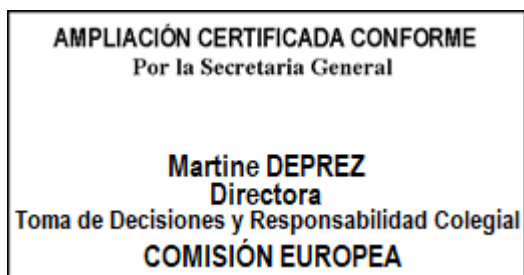 AMPLIACIÓN CERTIFICADA CONFORME
Por la Secretaria General
Martine DEPREZ
Directora
Toma de Decisiones y Responsabilidad Colegial
COMISIÓN EUROPEA